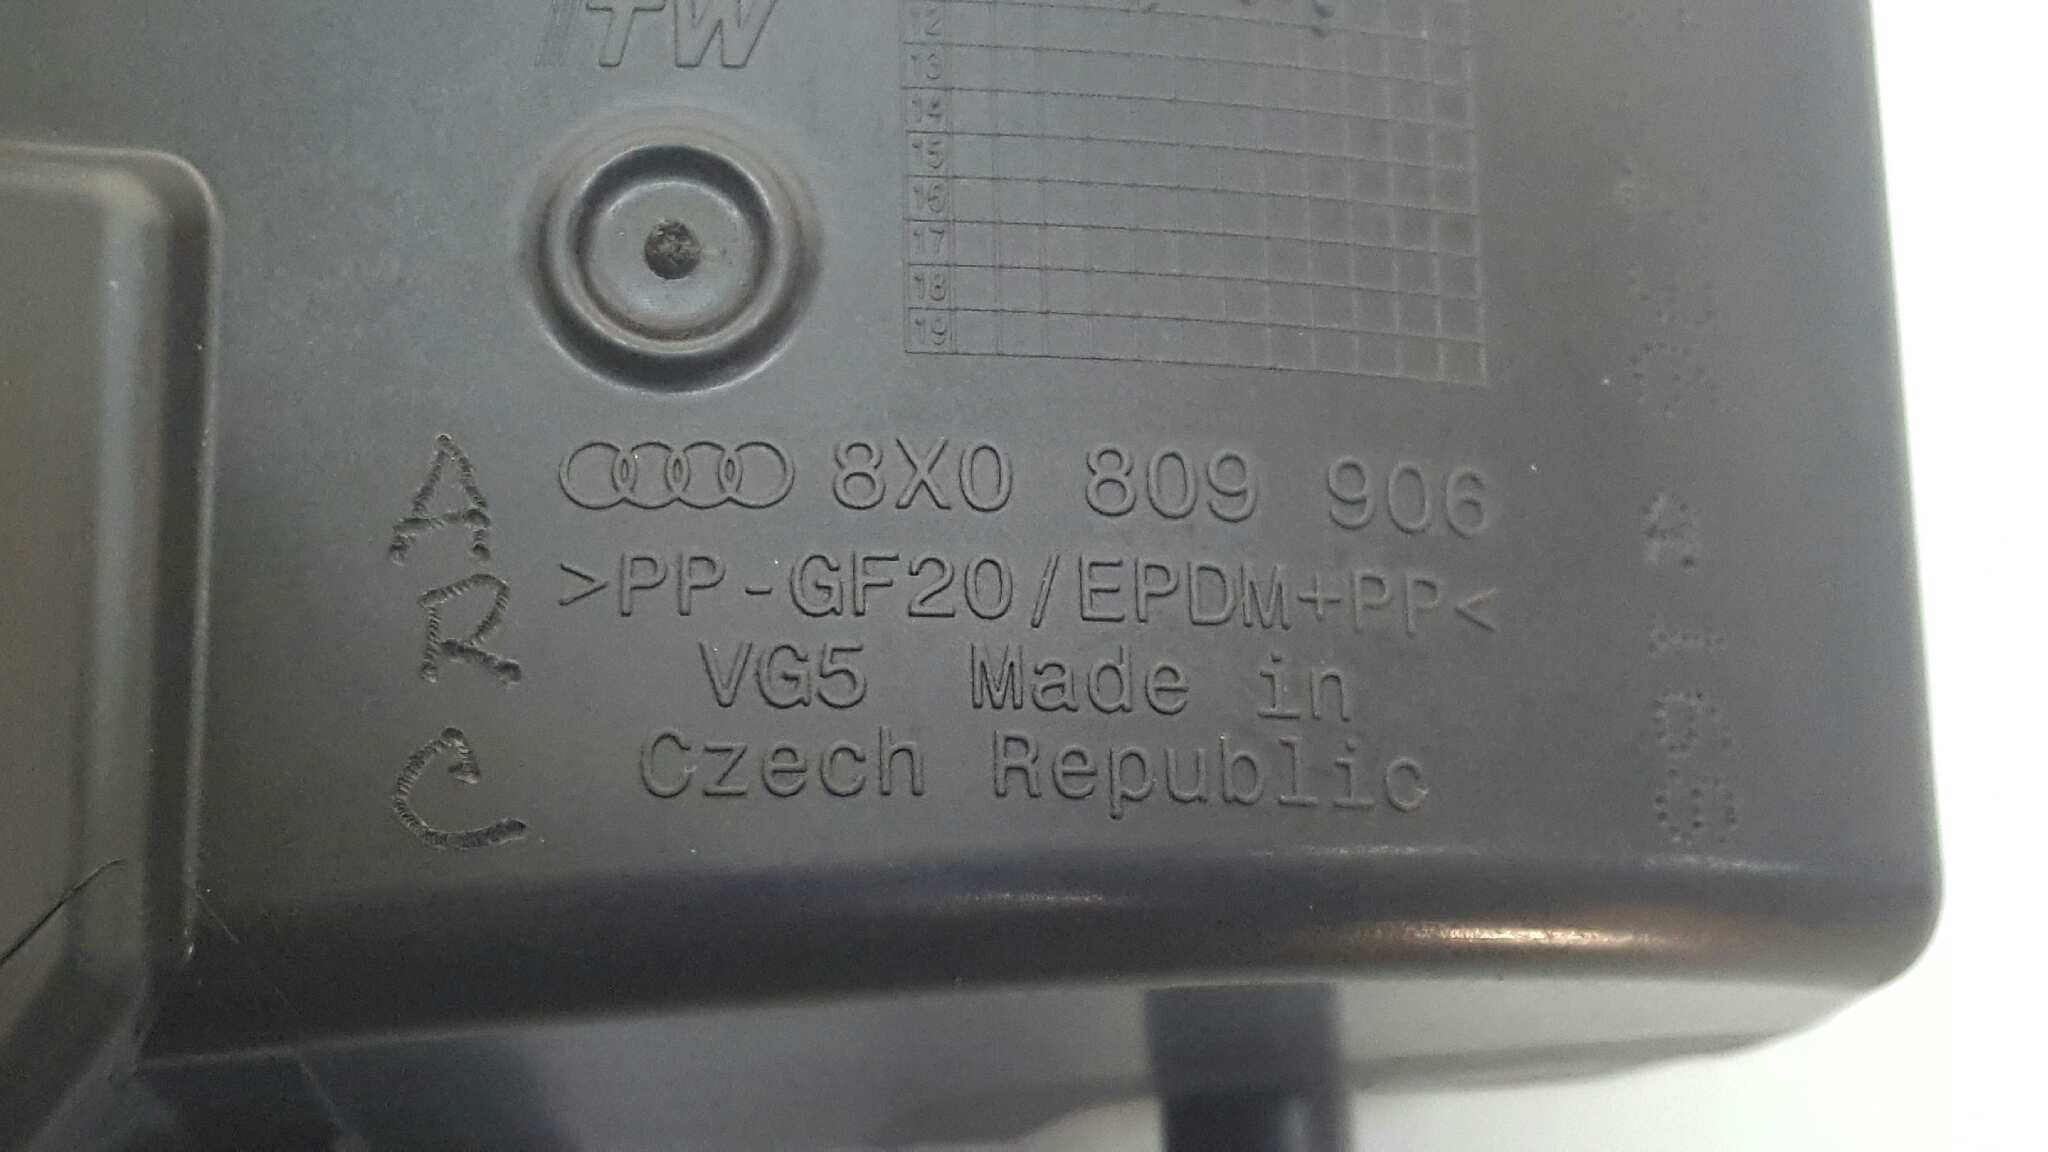 ITW
12
13
14
15
16
17
18
19
8X0 809 906
>PP-GF20/EPDM+PP<
VG5 Made in
Czech Republic
A
R
C